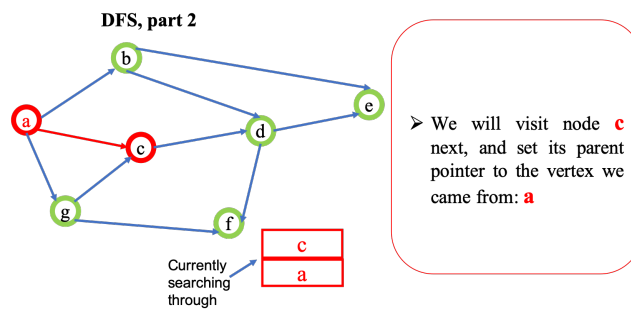 DFS, part 2
b
e
a
c
d
g
f
➢ We will visit node c
next, and set its parent
pointer to the vertex we
came from: a
c
a
Currently
searching
through